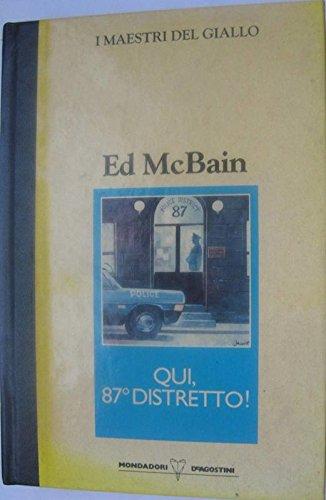 I MAESTRI DEL GIALLO
Ed McBain
POLICE DISTRICT
87
POLICE
QUI,
87° DISTRETTO!
MONDADORI DEAGOSTINI